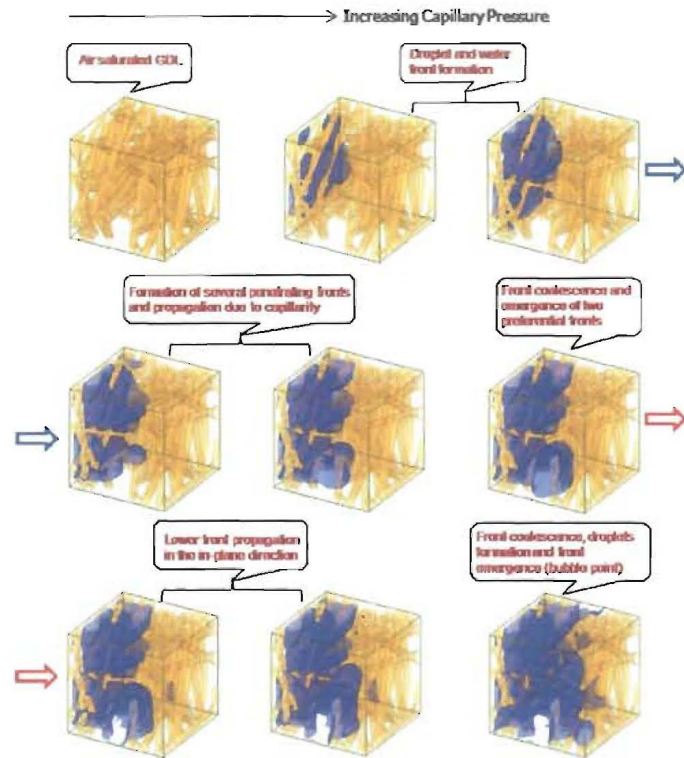 Increasing Capillary Pressure
Air saturated GDL
Droplet and water
front formation
Formation of several penetrating fronts
and propagation due to capillarity
Front coalescence and
emergence of two
preferential fronts
Lower front propagation
in the in-plane direction
Front coalescence, droplets
formation and front
emergence (bubble point)